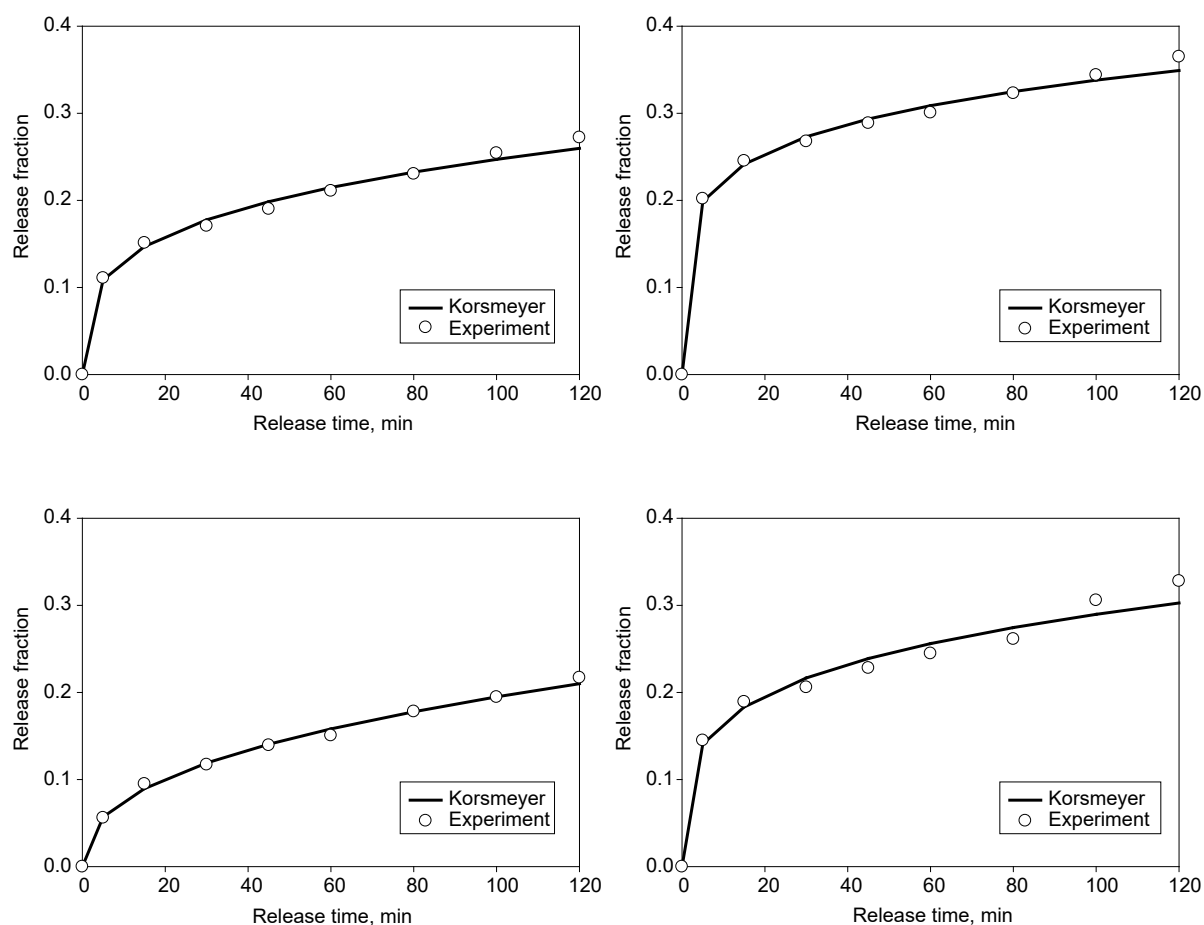 0.4
0.3
0.2
0.1
0.0
Release fraction
0 20 40 60 80 100 120
Release time, min
Korsmeyer
Experiment
0.4
0.3
0.2
0.1
0.0
Release fraction
0 20 40 60 80 100 120
Release time, min
Korsmeyer
Experiment
0.4
0.3
0.2
0.1
0.0
Release fraction
0 20 40 60 80 100 120
Release time, min
Korsmeyer
Experiment
0.4
0.3
0.2
0.1
0.0
Release fraction
0 20 40 60 80 100 120
Release time, min
Korsmeyer
Experiment